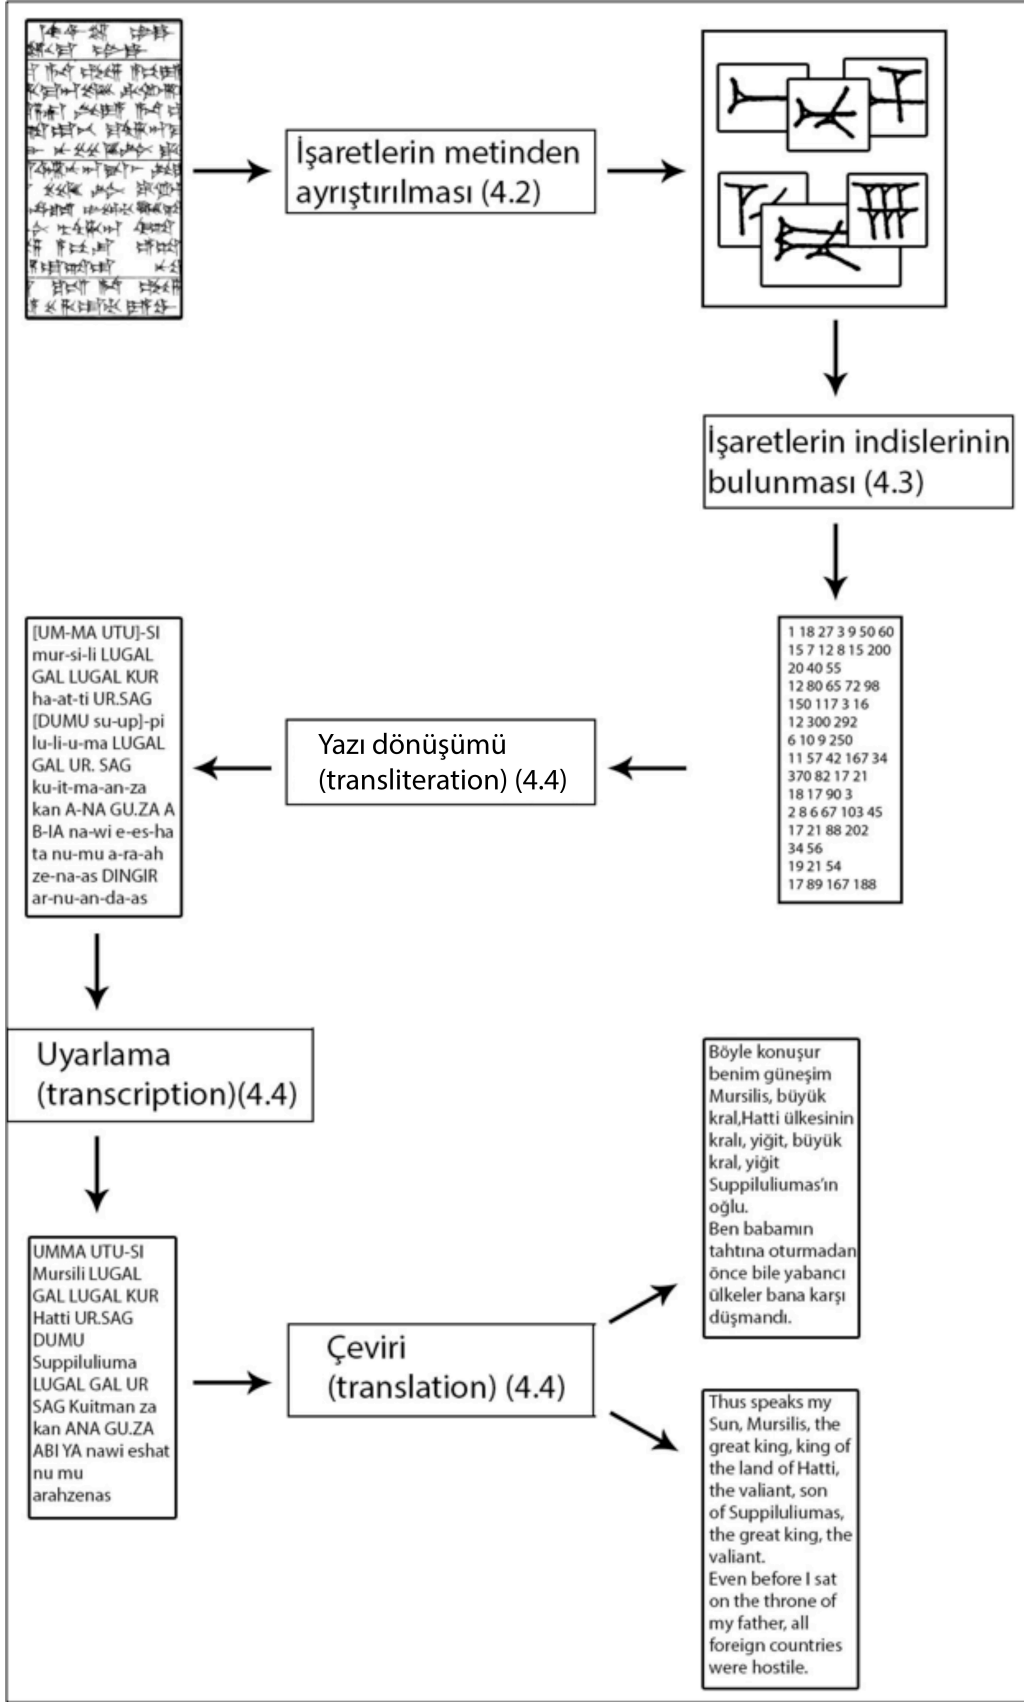 İşaretlerin metinden
ayrıştırılması (4.2)
İşaretlerin indislerinin
bulunması (4.3)
1 18 27 3 9 50 60
15 7 12 8 15 200
20 40 55
12 80 65 72 98
150 117 3 16
12 300 292
6 10 9 250
11 57 42 167 34
370 82 17 21
18 17 90 3
2 8 6 67 103 45
17 21 88 202
34 56
19 21 54
17 89 167 188
Yazı dönüşümü
(transliteration) (4.4)
[UM-MA UTU]-SI
mur-si-li LUGAL
GAL LUGAL KUR
ha-at-ti UR.SAG
[DUMU su-up]-pi
lu-li-u-ma LUGAL
GAL UR. SAG
ku-it-ma-an-za
kan A-NA GU.ZA A
B-IA na-wi e-es-ha
ta nu-mu a-ra-ah
ze-na-as DINGIR
ar-nu-an-da-as
Uyarlama
(transcription)(4.4)
UMMA UTU-SI
Mursili LUGAL
GAL LUGAL KUR
Hatti UR.SAG
DUMU
Suppiluliuma
LUGAL GAL UR
SAG Kuitman za
kan ANA GU.ZA
ABI YA nawi eshat
nu mu
arahzenas
Çeviri
(translation) (4.4)
Böyle konuşur
benim güneşim
Mursilis, büyük
kral,Hatti ülkesinin
kralı, yiğit, büyük
kral, yiğit
Suppiluliumas'ın
oğlu.
Ben babamın
tahtına oturmadan
önce bile yabancı
ülkeler bana karşı
düşmandı.
Thus speaks my
Sun, Mursilis, the
great king, king of
the land of Hatti,
the valiant, son
of Suppiluliumas,
the great king, the
valiant.
Even before I sat
on the throne of
my father, all
foreign countries
were hostile.